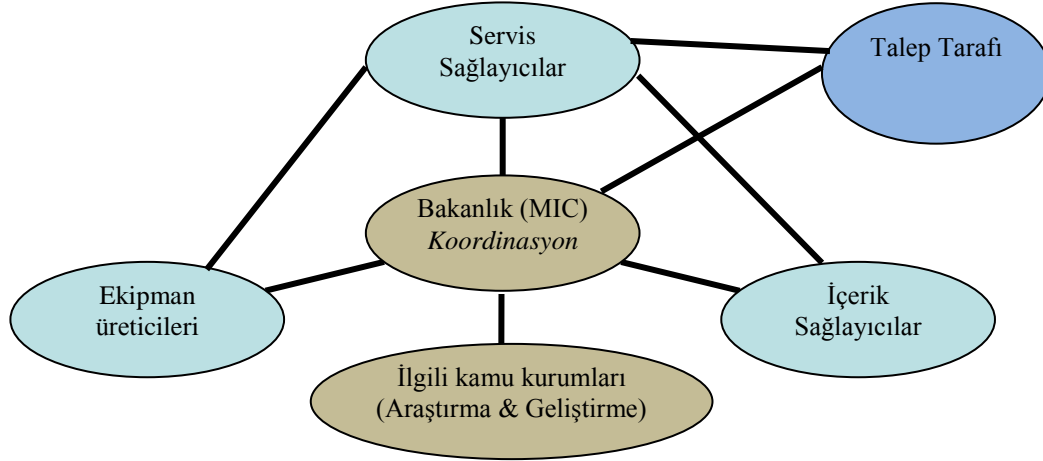 Servis
Sağlayıcılar
Talep Tarafı
Bakanlık (MIC)
Koordinasyon
Ekipman
üreticileri
İçerik
Sağlayıcılar
İlgili kamu kurumları
(Araştırma & Geliştirme)